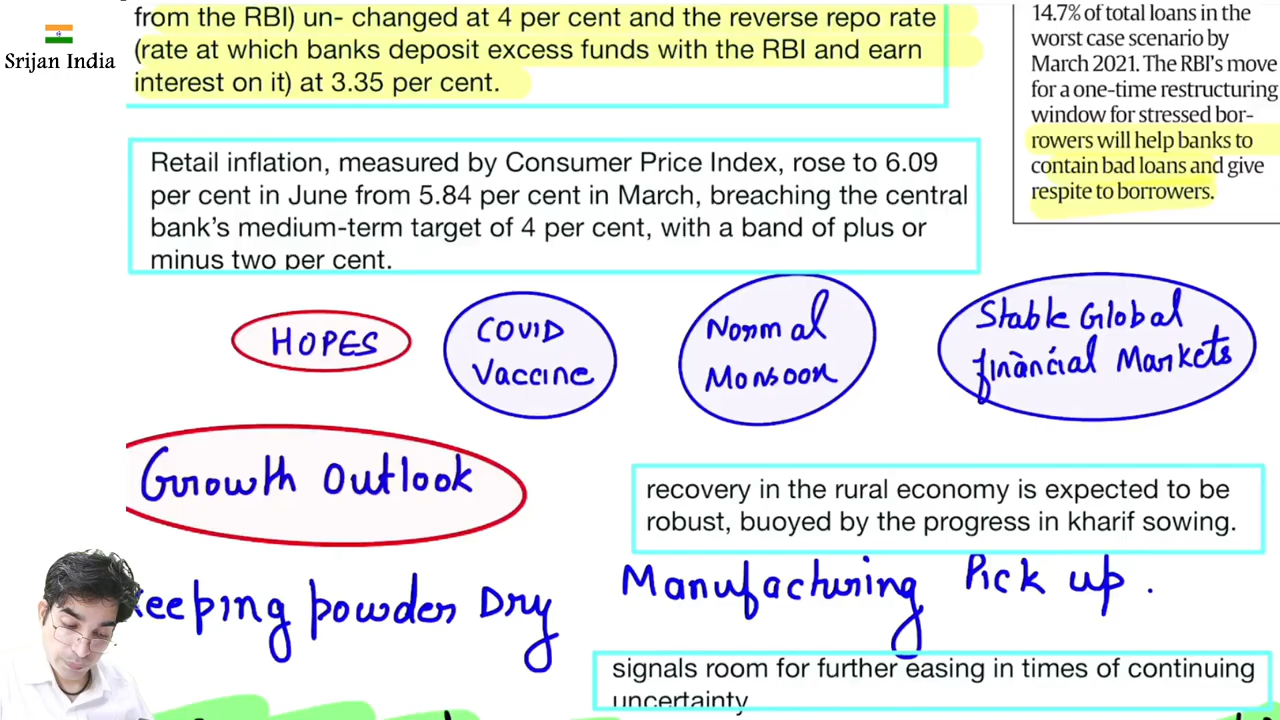 from the RBI) un- changed at 4 per cent and the reverse repo rate
(rate at which banks deposit excess funds with the RBI and earn
interest on it) at 3.35 per cent.
14.7% of total loans in the
worst case scenario by
March 2021. The RBI's move
for a one-time restructuring
window for stressed bor-
rowers will help banks to
contain bad loans and give
respite to borrowers.
Srijan India
Retail inflation, measured by Consumer Price Index, rose to 6.09
per cent in June from 5.84 per cent in March, breaching the central
bank's medium-term target of 4 per cent, with a band of plus or
minus two per cent.
HOPES
COVID
Vaccine
Normal
Monsoon
Stable Global
financial Markets
Growth Outlook
recovery in the rural economy is expected to be
robust, buoyed by the progress in kharif sowing.
Keeping powder Dry
Manufacturing Pick up.
signals room for further easing in times of continuing
uncertainty